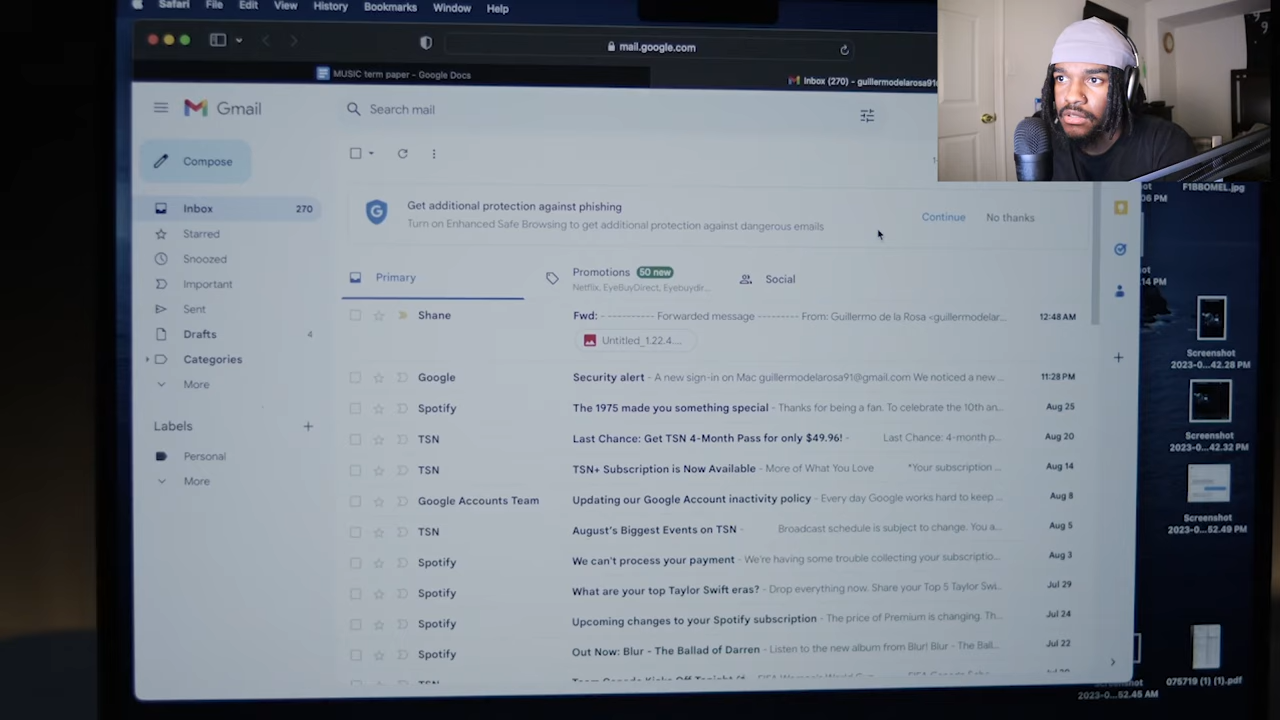 Safari File Edit View History Bookmarks Window Help
mail.google.com
MUSIC term paper - Google Docs
Inbox (270) - guillermodelarosa91
Gmail
Search mail
Compose
Inbox 270
Starred
Snoozed
Important
Sent
Drafts 4
Categories
More
Labels
Personal
More
Get additional protection against phishing
Turn on Enhanced Safe Browsing to get additional protection against dangerous emails
Continue No thanks
Primary
Promotions 50 new
Netflix, EyeBuyDirect, Eyebuydir...
Social
Shane Fwd: - ---------- Forwarded message --------- From: Guillermo de la Rosa <guillermodelar... 12:48 AM
Untitled_1.22.4....
Google Security alert - A new sign-in on Mac guillermodelarosa91@gmail.com We noticed a new ... 11:28 PM
Spotify The 1975 made you something special - Thanks for being a fan. To celebrate the 10th an... Aug 25
TSN Last Chance: Get TSN 4-Month Pass for only $49.96! - Last Chance: 4-month p... Aug 20
TSN TSN+ Subscription is Now Available - More of What You Love *Your subscription ... Aug 14
Google Accounts Team Updating our Google Account inactivity policy - Every day Google works hard to keep ... Aug 8
TSN August's Biggest Events on TSN - Broadcast schedule is subject to change. You a... Aug 5
Spotify We can't process your payment - We're having some trouble collecting your subscriptio... Aug 3
Spotify What are your top Taylor Swift eras? - Drop everything now. Share your Top 5 Taylor Swi... Jul 29
Spotify Upcoming changes to your Spotify subscription - The price of Premium is changing. Th... Jul 24
Spotify Out Now: Blur - The Ballad of Darren - Listen to the new album from Blur! Blur - The Ball... Jul 22
F1BBOMEL.jpg
Screenshot
2023-0...42.28 PM
Screenshot
2023-0...42.32 PM
Screenshot
2023-0...52.49 PM
2023-0...52.45 AM
075719 (1) (1).pdf